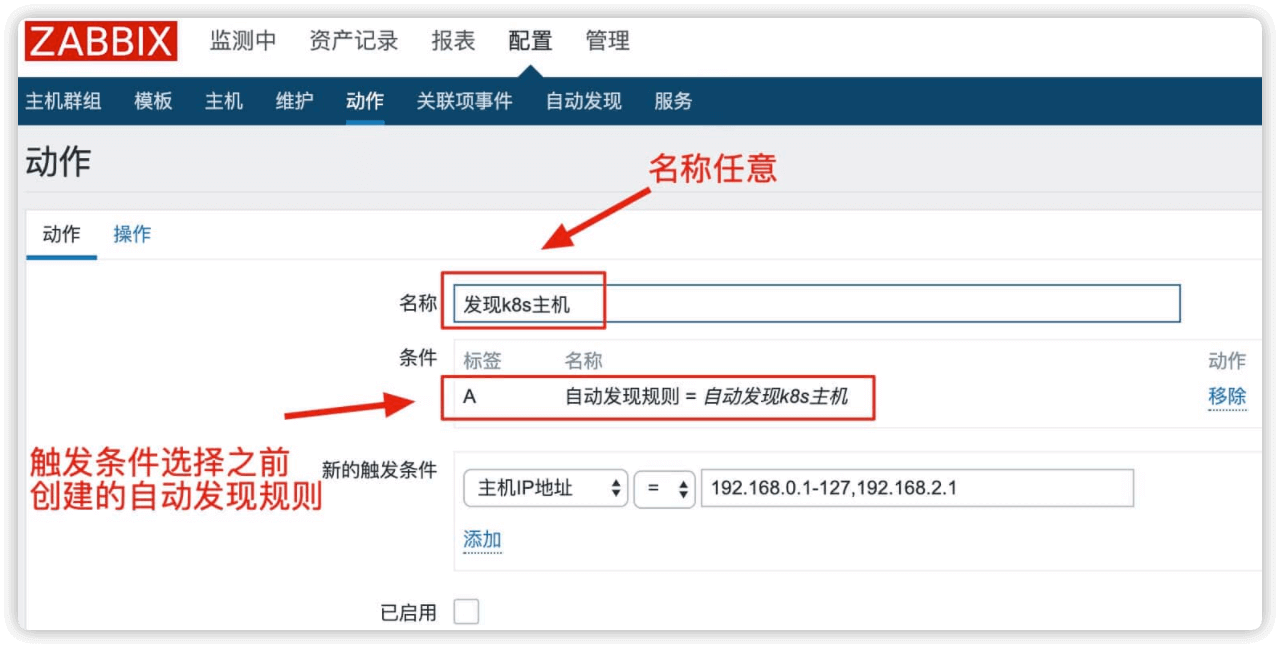 ZABBIX 监测中 资产记录 报表 配置 管理
主机群组 模板 主机 维护 动作 关联项事件 自动发现 服务
动作
名称任意
动作 操作
名称 发现k8s主机
条件 标签 名称 动作
A 自动发现规则 = 自动发现k8s主机 移除
触发条件选择之前
创建的自动发现规则
新的触发条件 主机IP地址 = 192.168.0.1-127,192.168.2.1
添加
已启用